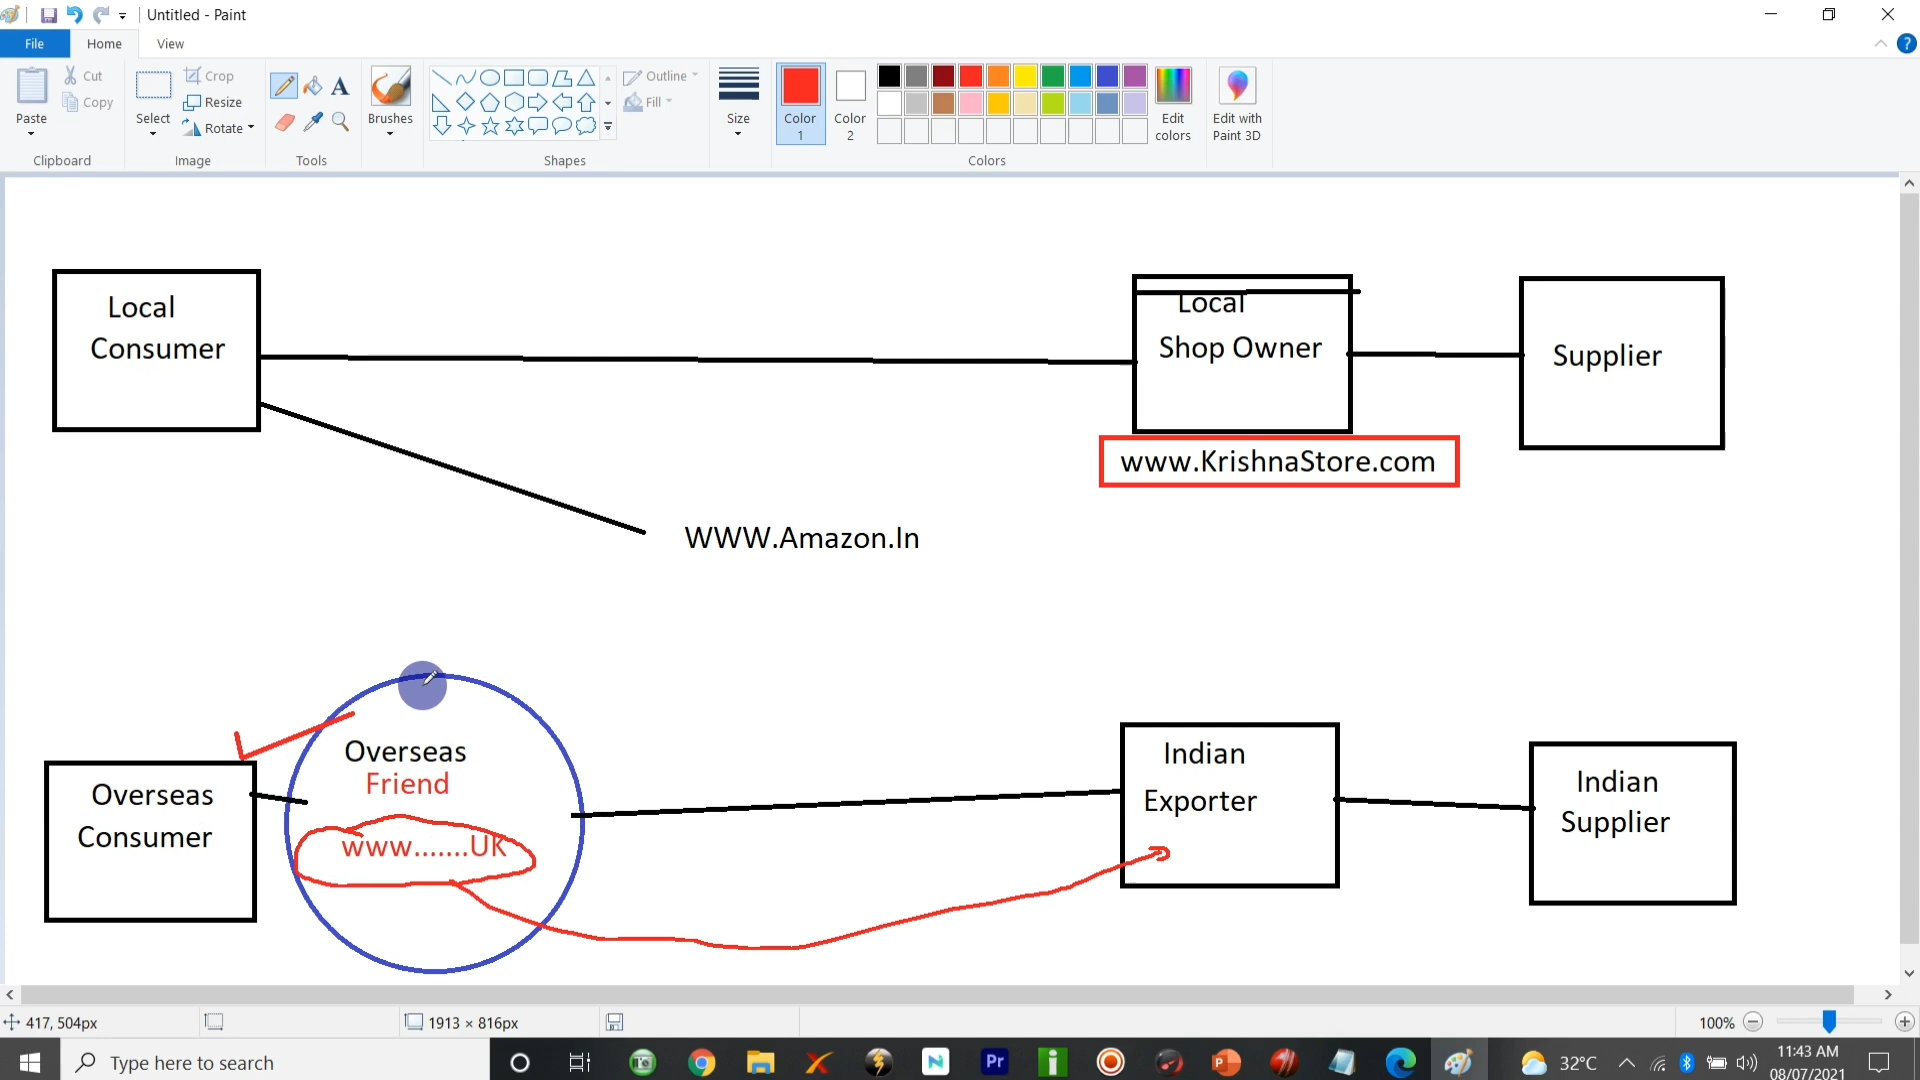 Untitled - Paint
File Home View
Paste
Cut
Copy
Clipboard
Select
Crop
Resize
Rotate
Image
Tools
Brushes
Shapes
Outline
Fill
Size
Color 1
Color 2
Colors
Edit colors
Edit with Paint 3D
Local
Consumer
Local
Shop Owner
Supplier
www.KrishnaStore.com
WWW.Amazon.In
Overseas
Friend
www.......UK
Overseas
Consumer
Indian
Exporter
Indian
Supplier
417, 504px
1913 × 816px
100%
Type here to search
Pr
32°C
11:43 AM
08/07/2021